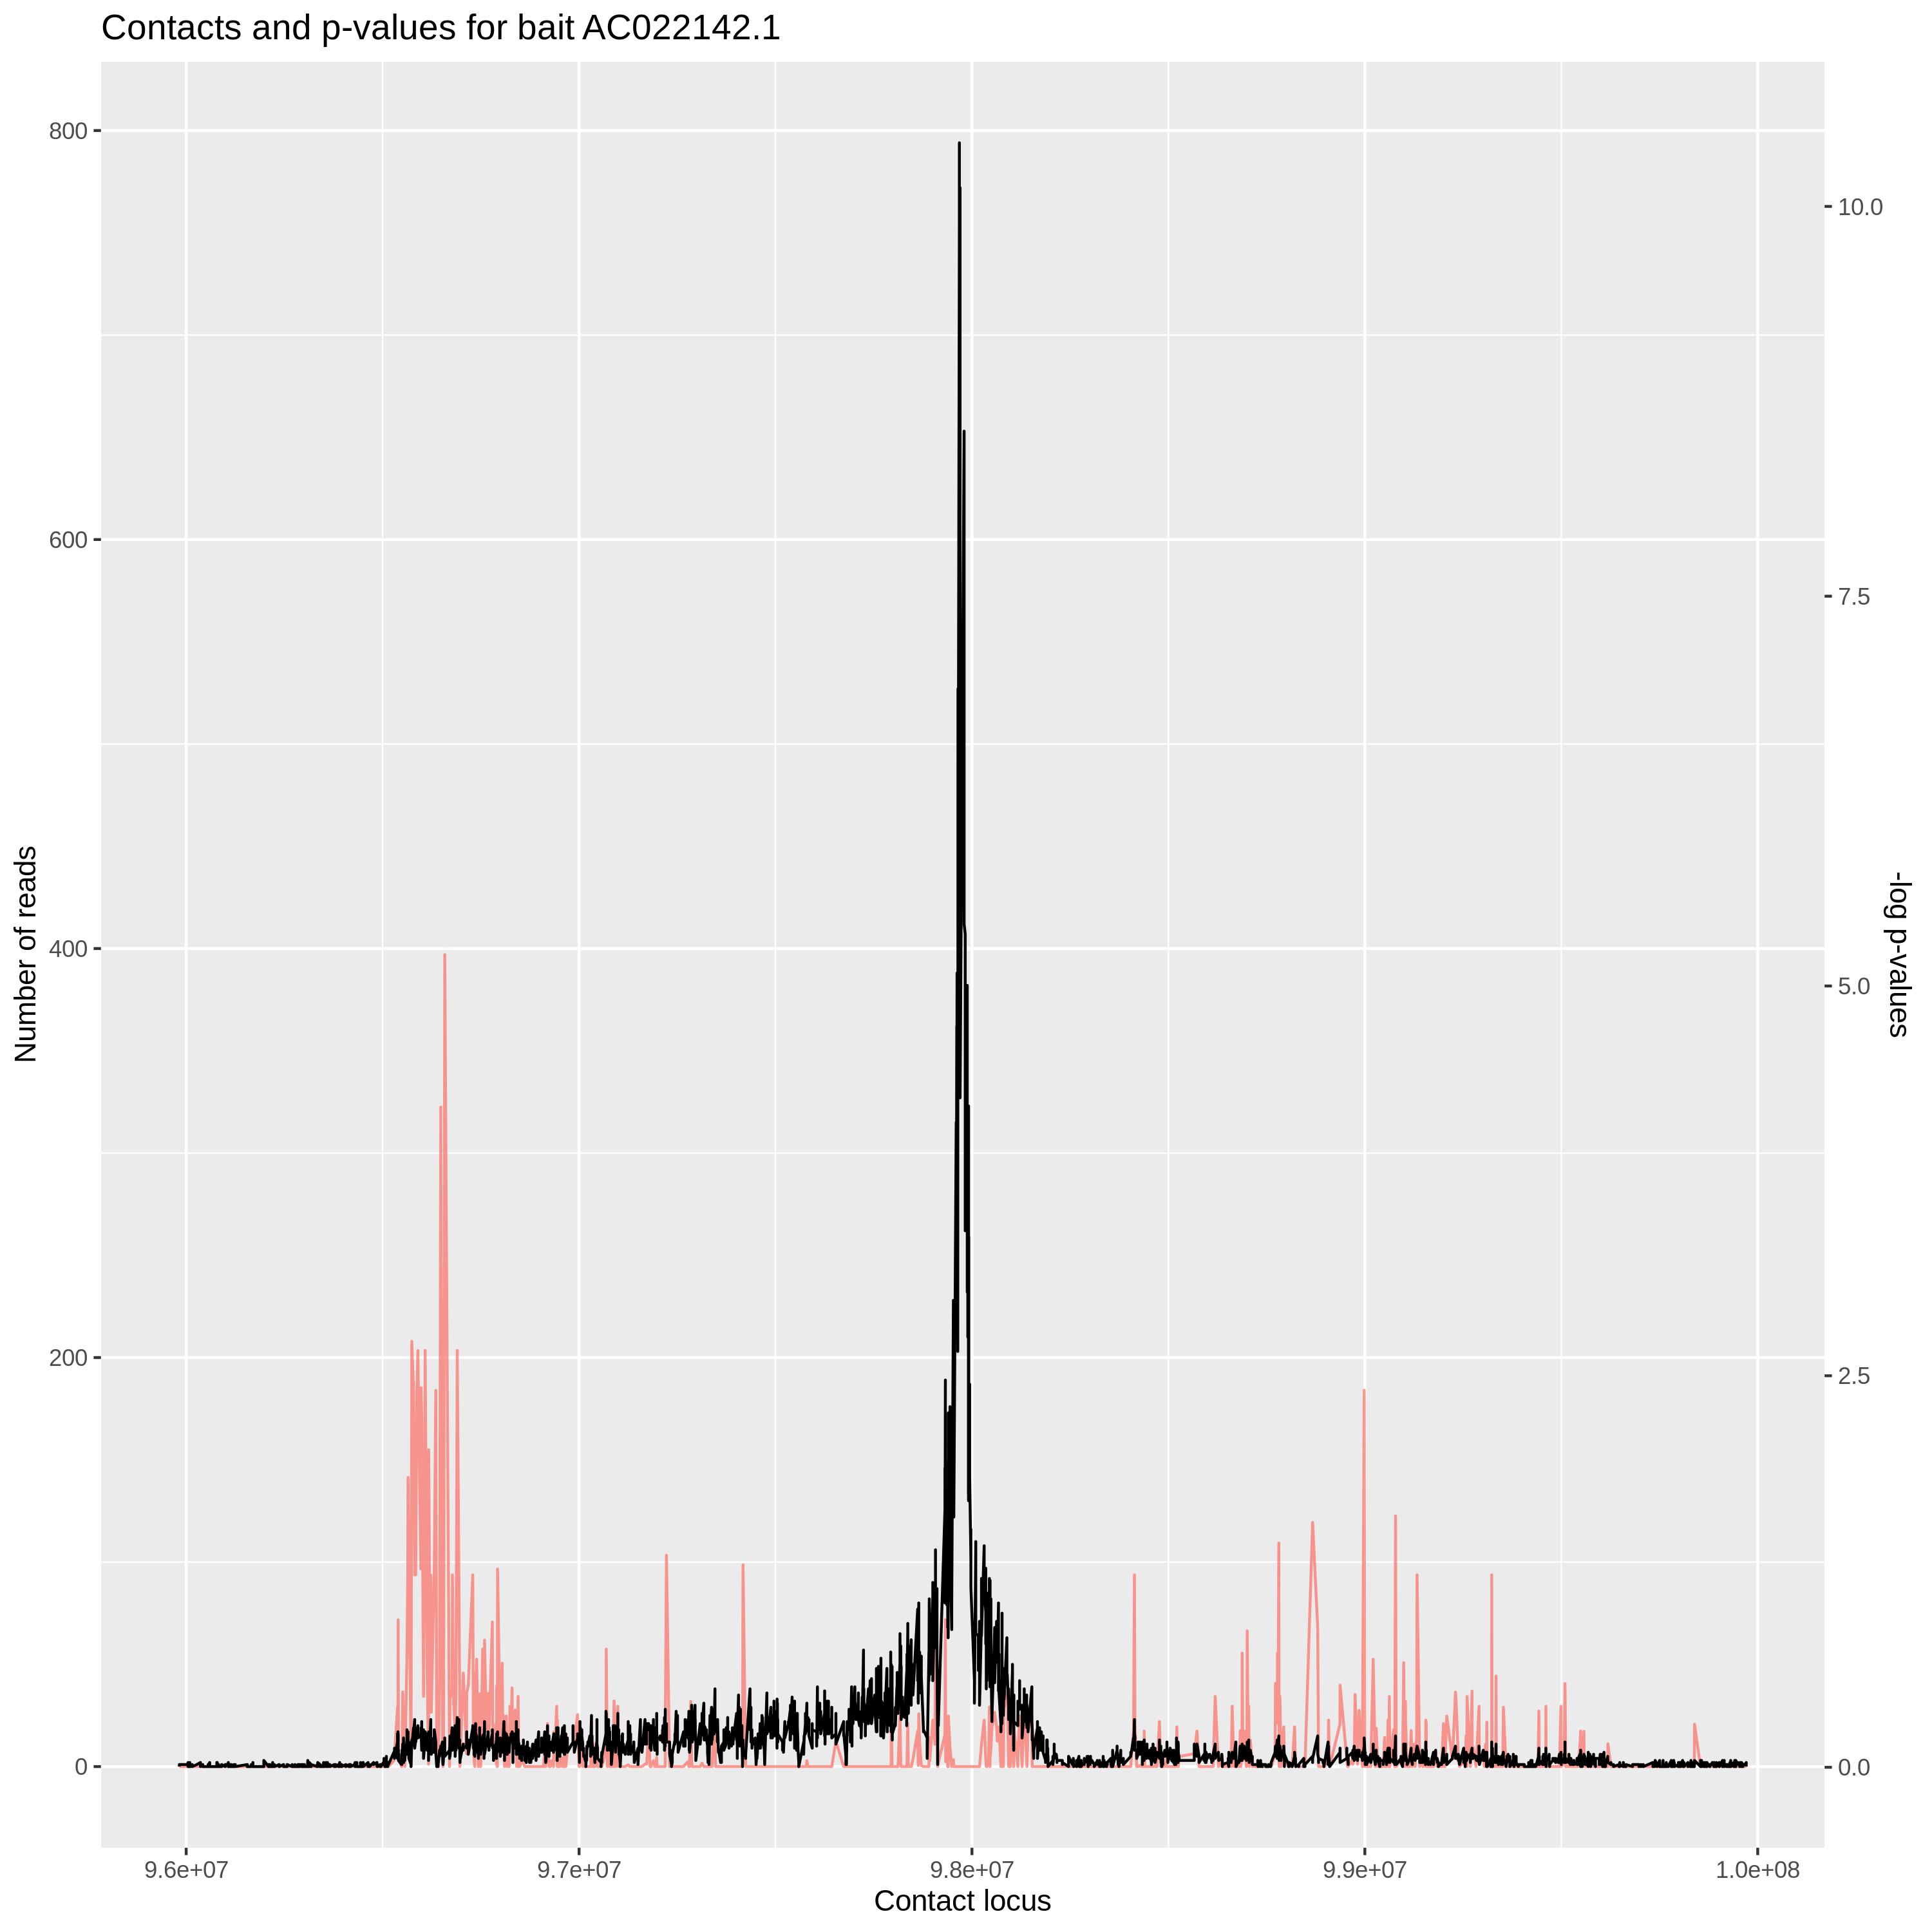 Contacts and p-values for bait AC022142.1
800
600
400
200
0
Number of reads
10.0
7.5
5.0
2.5
0.0
-log p-values
9.6e+07 9.7e+07 9.8e+07 9.9e+07 1.0e+08
Contact locus